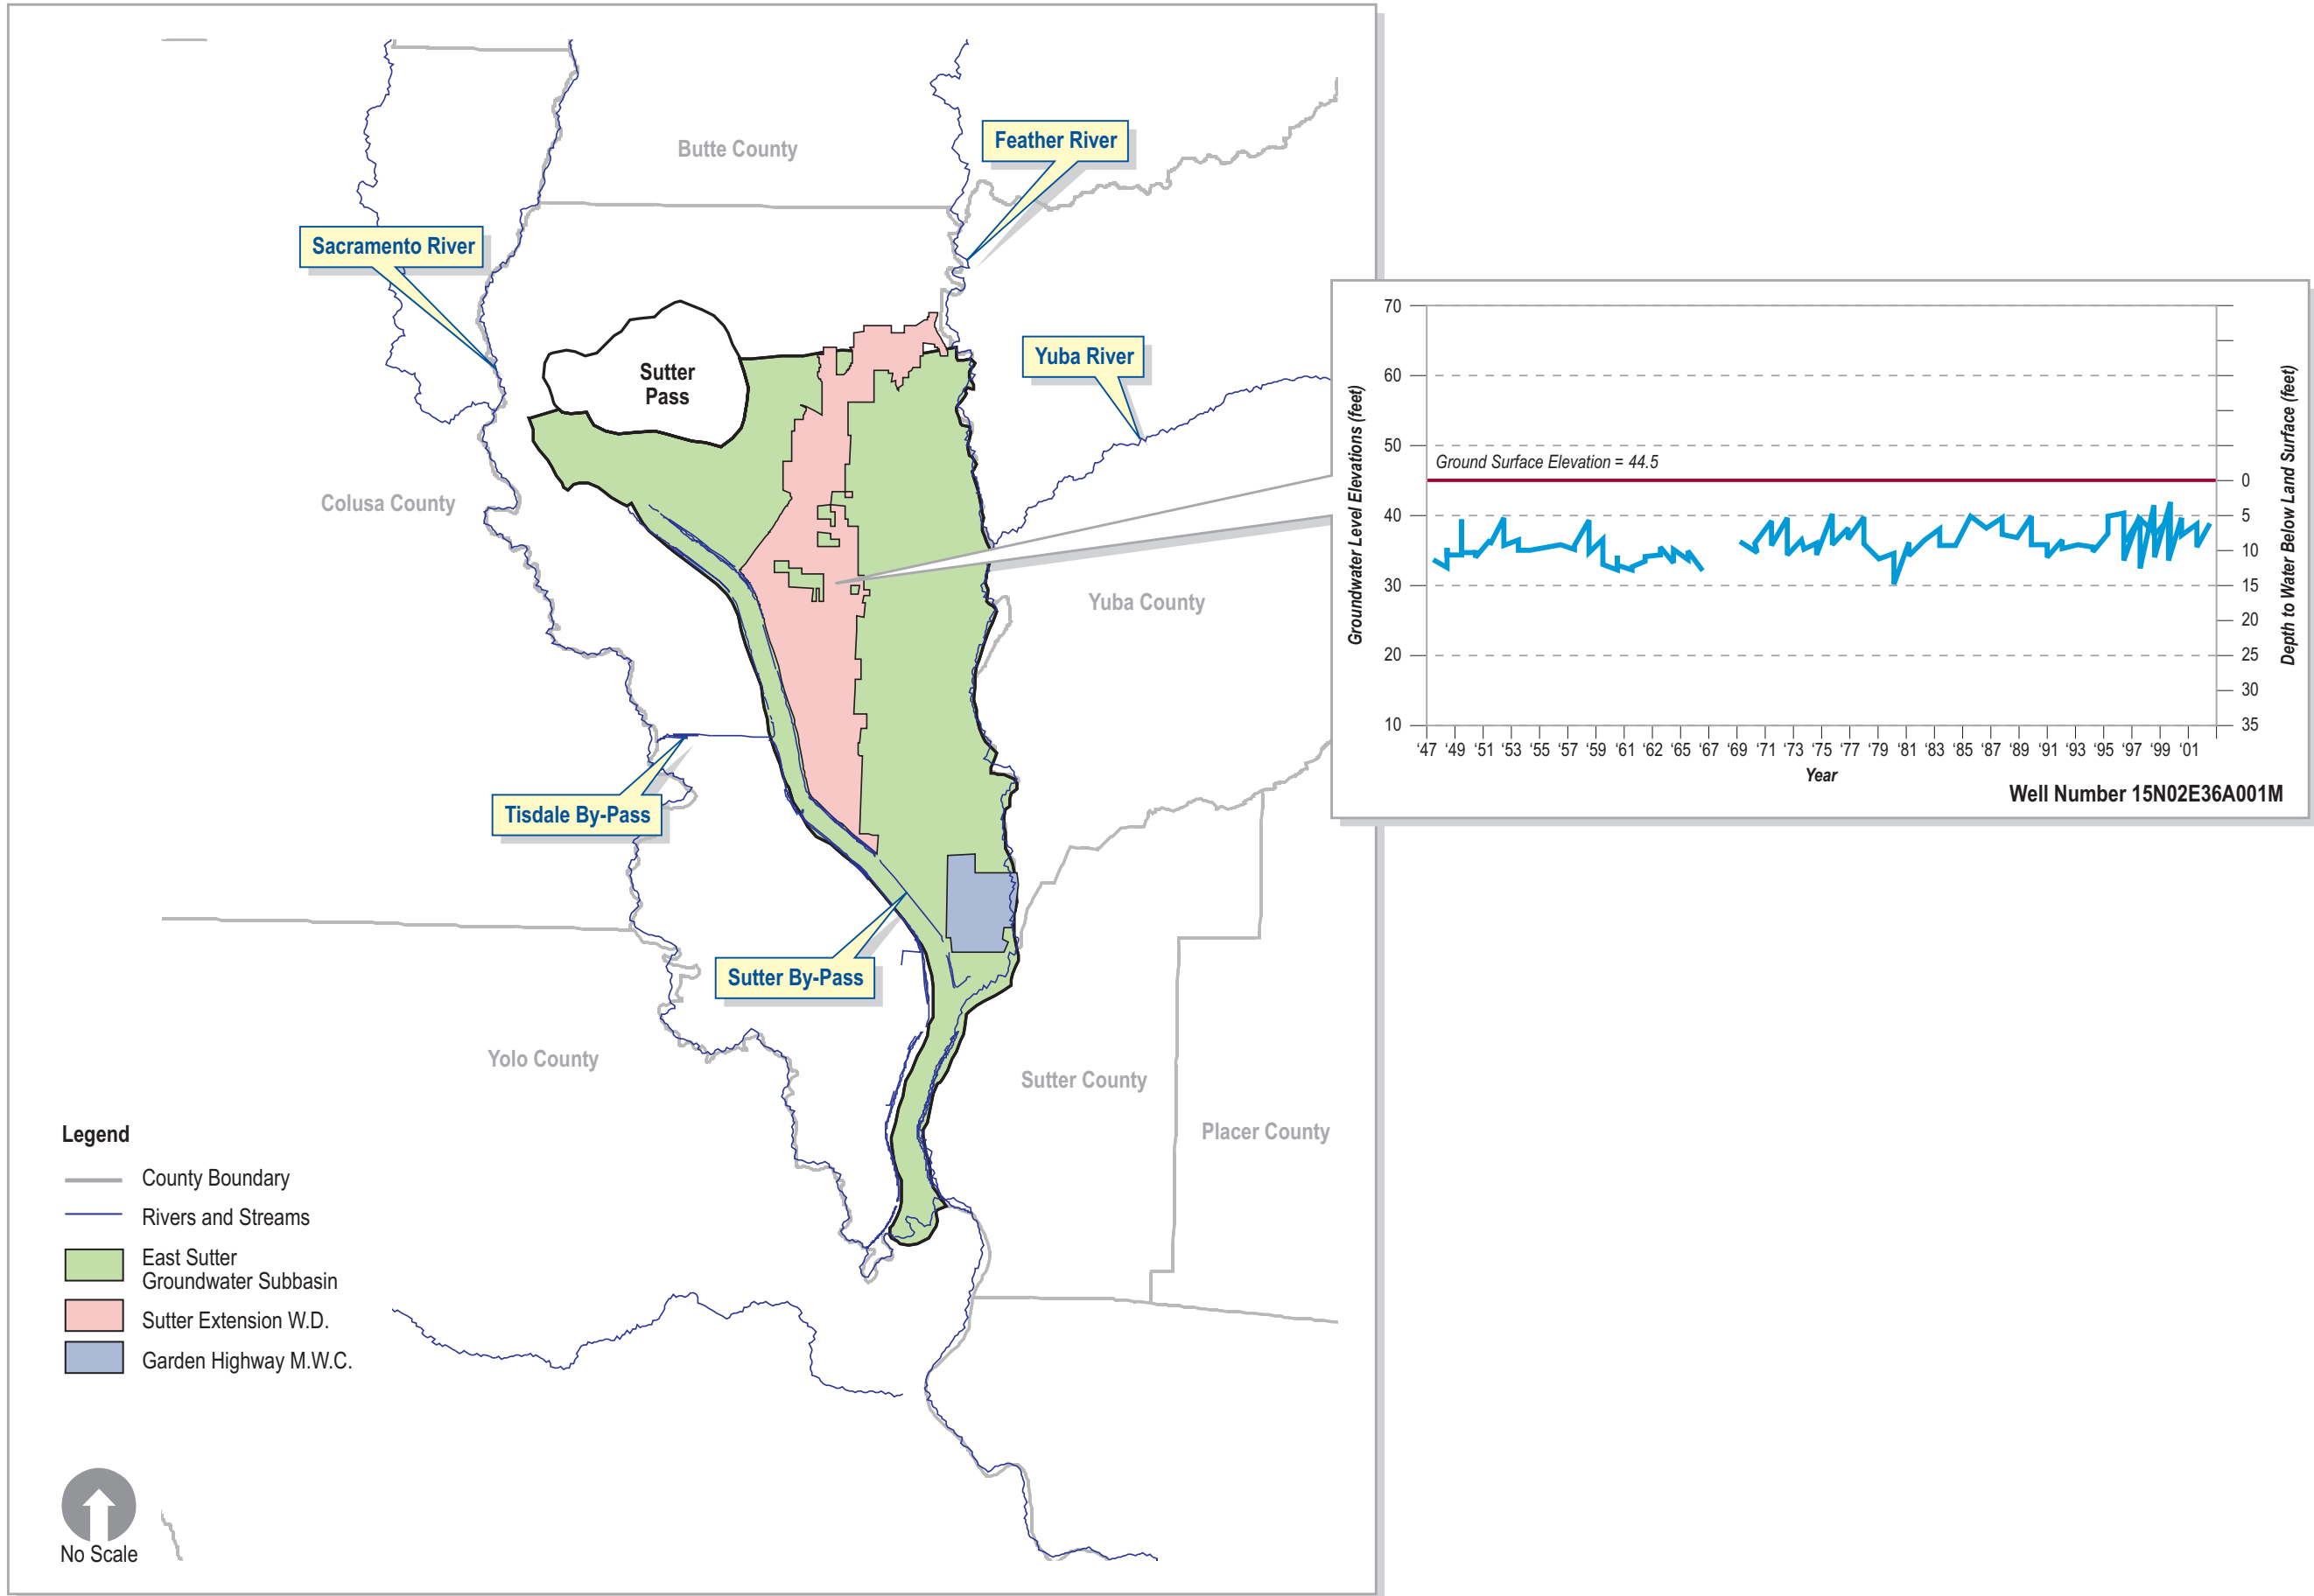 Butte County
Feather River
Sacramento River
Sutter
Pass
Yuba River
Colusa County
Yuba County
Tisdale By-Pass
Sutter By-Pass
Yolo County
Sutter County
Placer County
Legend
County Boundary
Rivers and Streams
East Sutter
Groundwater Subbasin
Sutter Extension W.D.
Garden Highway M.W.C.
No Scale
Groundwater Level Elevations (feet)
70
60
50
40
30
20
10
Ground Surface Elevation = 44.5
0
5
10
15
20
25
30
35
Depth to Water Below Land Surface (feet)
‘47 ‘49 ‘51 ‘53 ‘55 ‘57 ‘59 ‘61 ‘62 ‘65 ‘67 ‘69 ‘71 ‘73 ‘75 ‘77 ‘79 ‘81 ‘83 ‘85 ‘87 ‘89 ‘91 ‘93 ‘95 ‘97 ‘99 ‘01
Year
Well Number 15N02E36A001M